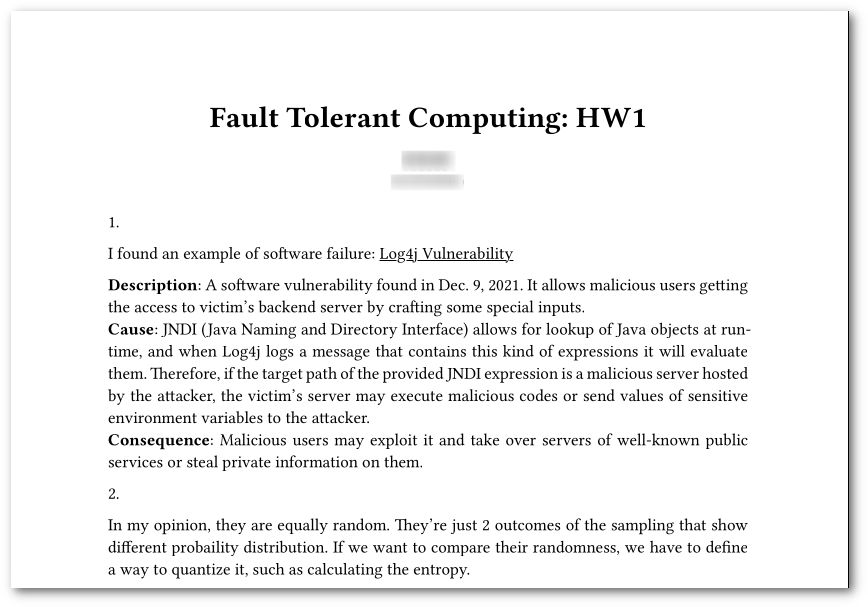 Fault Tolerant Computing: HW1
1.
I found an example of software failure: Log4j Vulnerability
Description: A software vulnerability found in Dec. 9, 2021. It allows malicious users getting
the access to victim's backend server by crafting some special inputs.
Cause: JNDI (Java Naming and Directory Interface) allows for lookup of Java objects at run-
time, and when Log4j logs a message that contains this kind of expressions it will evaluate
them. Therefore, if the target path of the provided JNDI expression is a malicious server hosted
by the attacker, the victim's server may execute malicious codes or send values of sensitive
environment variables to the attacker.
Consequence: Malicious users may exploit it and take over servers of well-known public
services or steal private information on them.
2.
In my opinion, they are equally random. They're just 2 outcomes of the sampling that show
different probaility distribution. If we want to compare their randomness, we have to define
a way to quantize it, such as calculating the entropy.